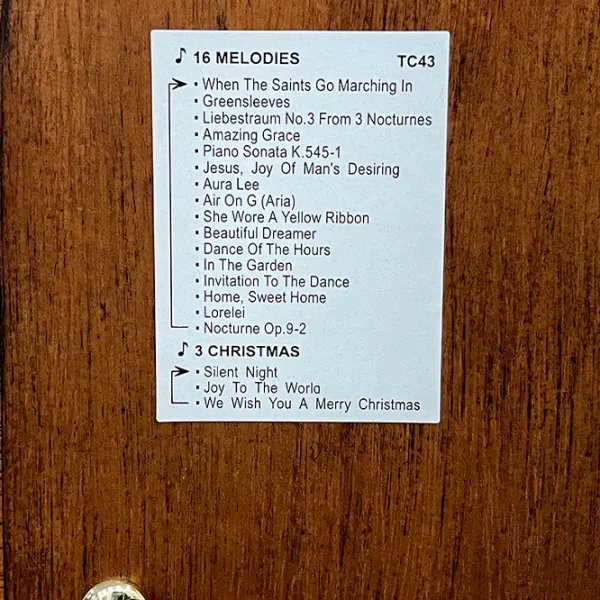 ♪ 16 MELODIES TC43
· When The Saints Go Marching In
· Greensleeves
· Liebestraum No.3 From 3 Nocturnes
· Amazing Grace
· Piano Sonata K.545-1
· Jesus, Joy Of Man's Desiring
· Aura Lee
· Air On G (Aria)
· She Wore A Yellow Ribbon
· Beautiful Dreamer
· Dance Of The Hours
· In The Garden
· Invitation To The Dance
· Home, Sweet Home
· Lorelei
· Nocturne Op.9-2
♪ 3 CHRISTMAS
· Silent Night
· Joy To The World
· We Wish You A Merry Christmas